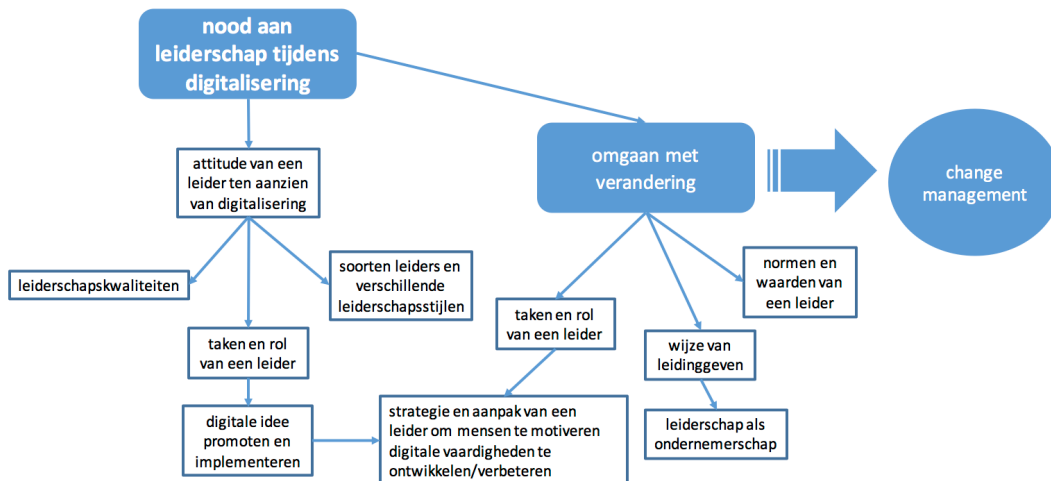 nood aan
leiderschap tijdens
digitalisering
omgaan met
verandering
change
management
attitude van een
leider ten aanzien
van digitalisering
leiderschapskwaliteiten
soorten leiders en
verschillende
leiderschapsstijlen
normen en
waarden van
een leider
taken en rol
van een leider
taken en rol
van een leider
wijze van
leidinggeven
digitale idee
promoten en
implementeren
strategie en aanpak van een
leider om mensen te motiveren
digitale vaardigheden te
ontwikkelen/verbeteren
leiderschap als
ondernemerschap